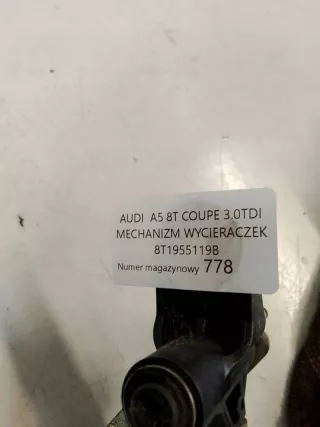 AUDI A5 8T COUPE 3.0TDI
MECHANIZM WYCIERACZEK
8T1955119B
Numer magazynowy 778